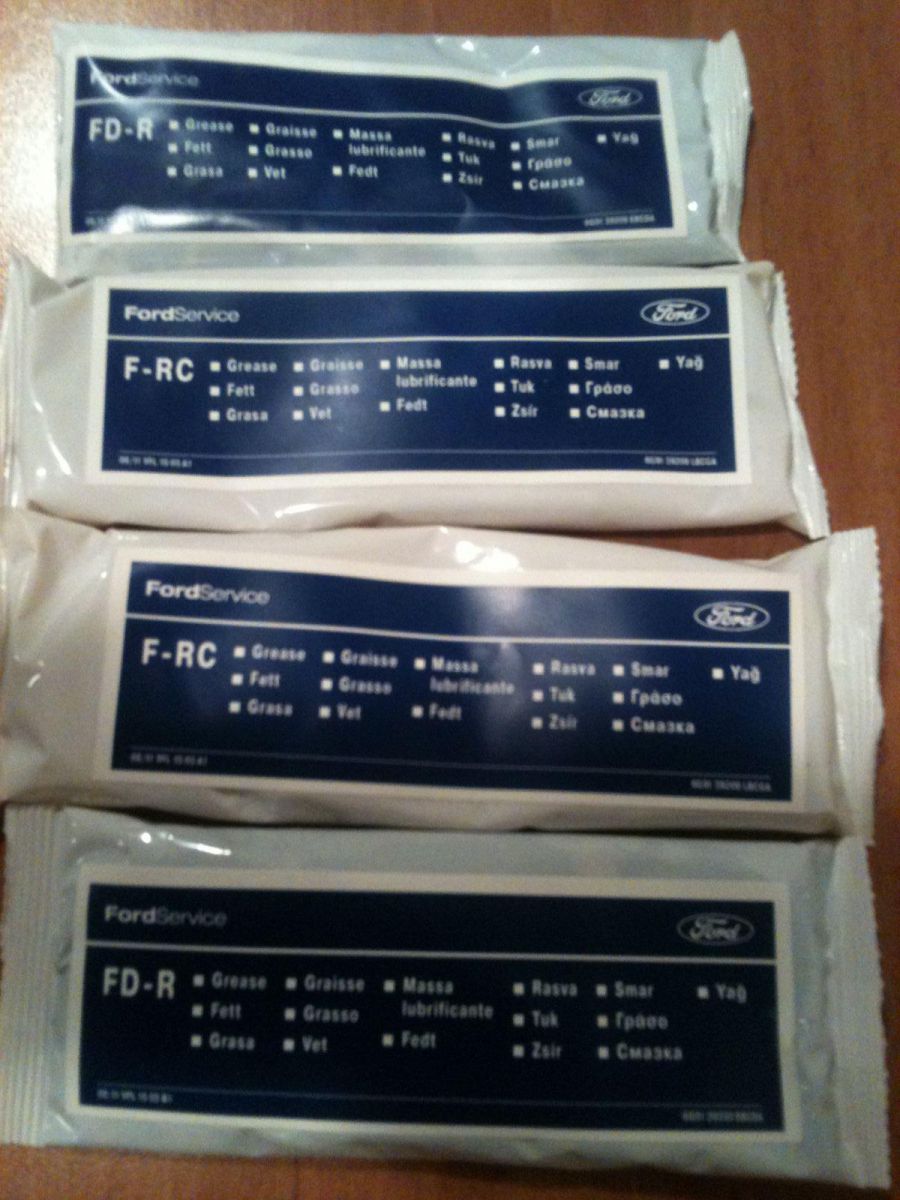 FordService
Ford
FD-R
Grease Graisse Massa lubrificante Rasva Smar Yağ
Fett Grasso Tuk Γράσο
Grasa Vet Fedt Zsír Смазка
FordService
Ford
F-RC
Grease Graisse Massa lubrificante Rasva Smar Yağ
Fett Grasso Tuk Γράσο
Grasa Vet Fedt Zsír Смазка
FordService
Ford
F-RC
Grease Graisse Massa lubrificante Rasva Smar Yağ
Fett Grasso Tuk Γράσο
Grasa Vet Fedt Zsír Смазка
FordService
Ford
FD-R
Grease Graisse Massa lubrificante Rasva Smar Yağ
Fett Grasso Tuk Γράσο
Grasa Vet Fedt Zsír Смазка